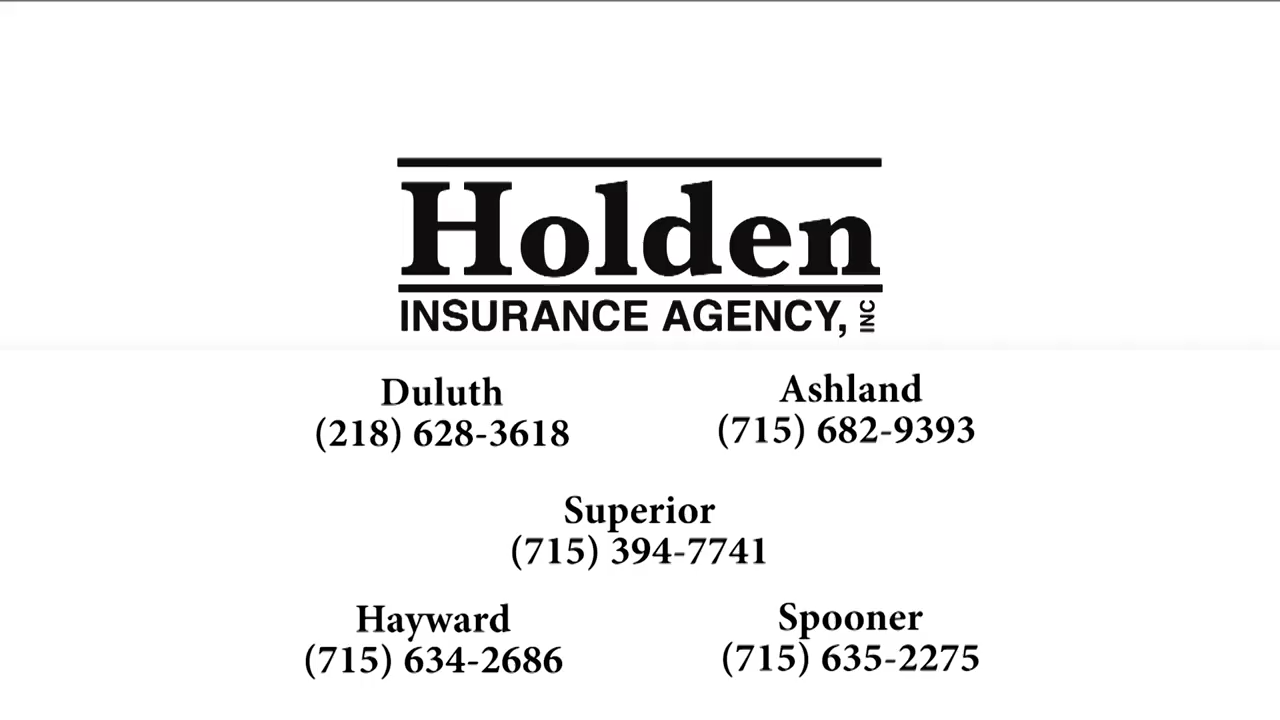 Holden
INSURANCE AGENCY, INC
Duluth
(218) 628-3618
Ashland
(715) 682-9393
Superior
(715) 394-7741
Hayward
(715) 634-2686
Spooner
(715) 635-2275